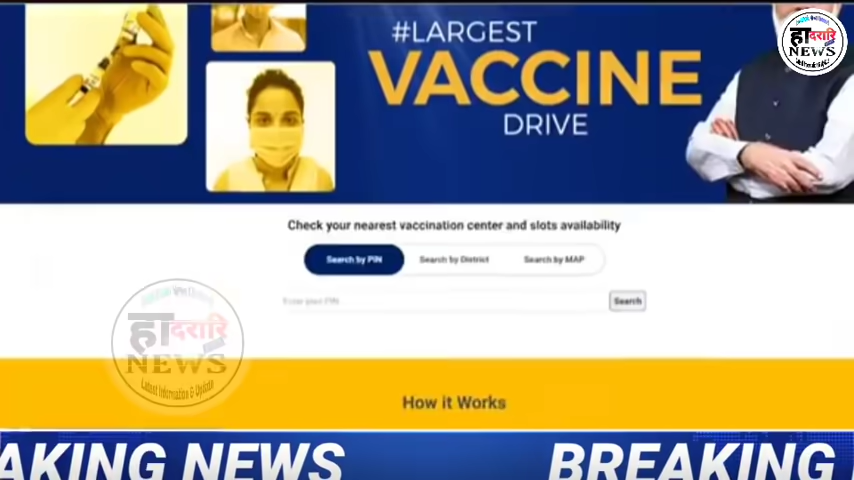 #LARGEST
VACCINE
DRIVE
हादरारि
NEWS
Check your nearest vaccination center and slots availability
Search by PIN
Search by District
Search by MAP
Enter your PIN
Search
हादरारि
NEWS
Latest Information & Update
How it Works
AKING NEWS
BREAKING